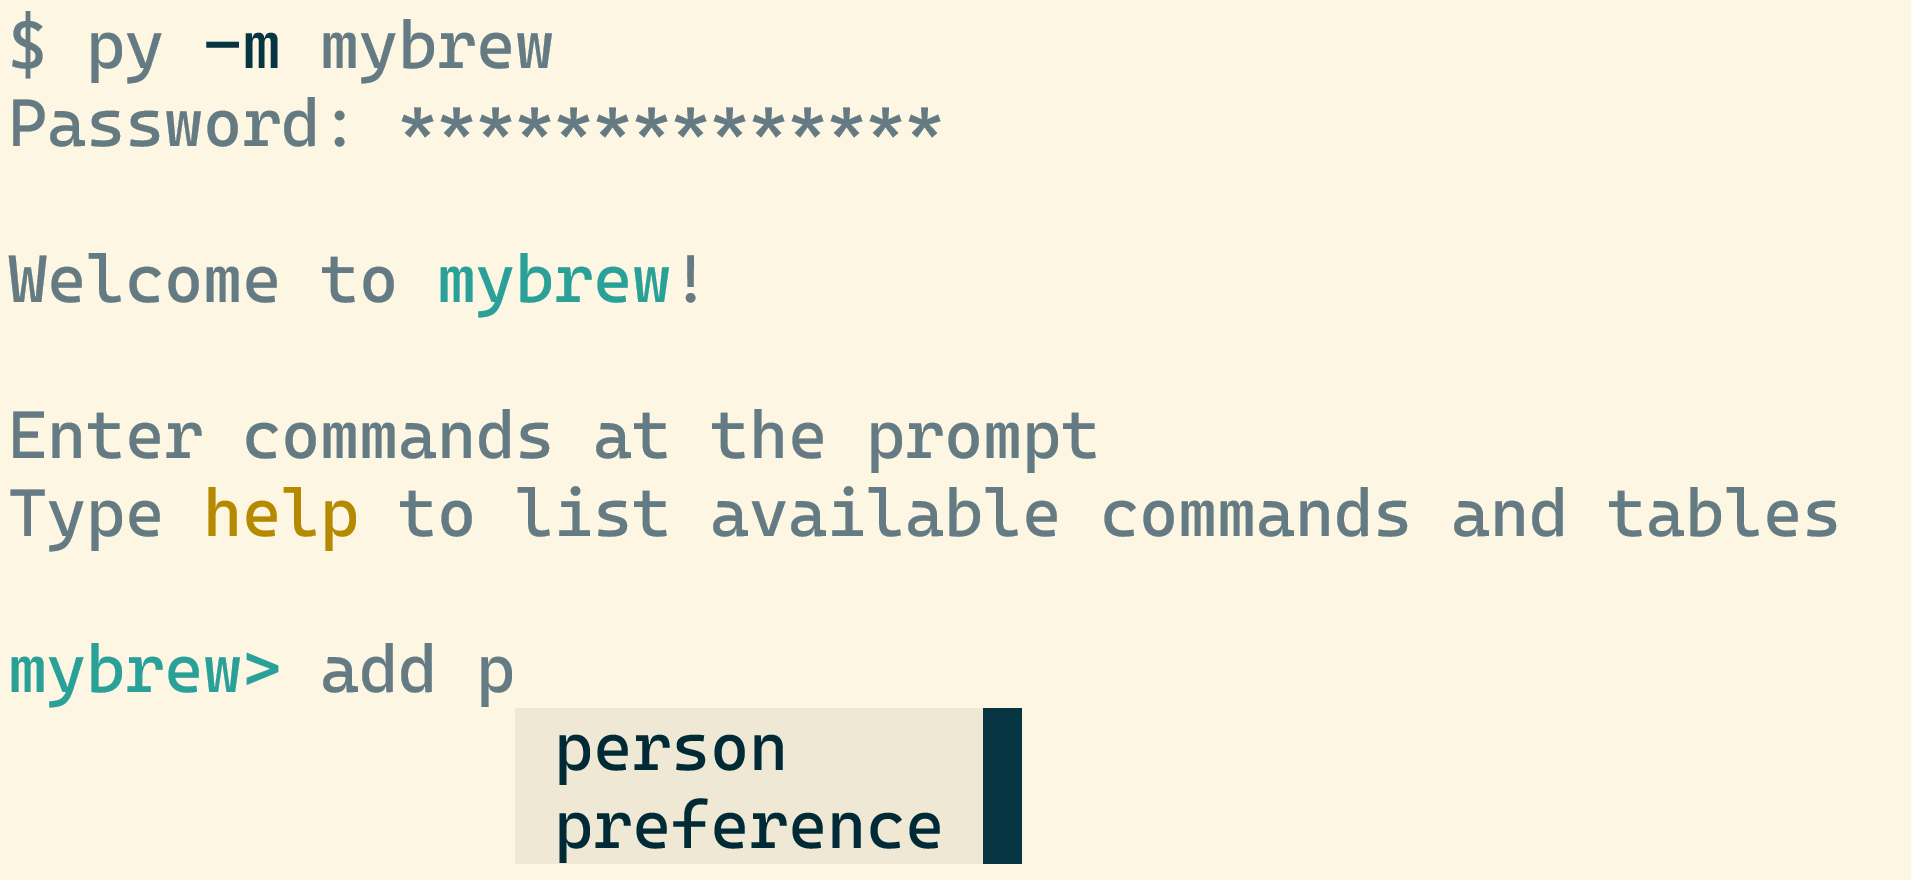 $ py -m mybrew
Password: **************
Welcome to mybrew!
Enter commands at the prompt
Type help to list available commands and tables
mybrew> add p
person
preference